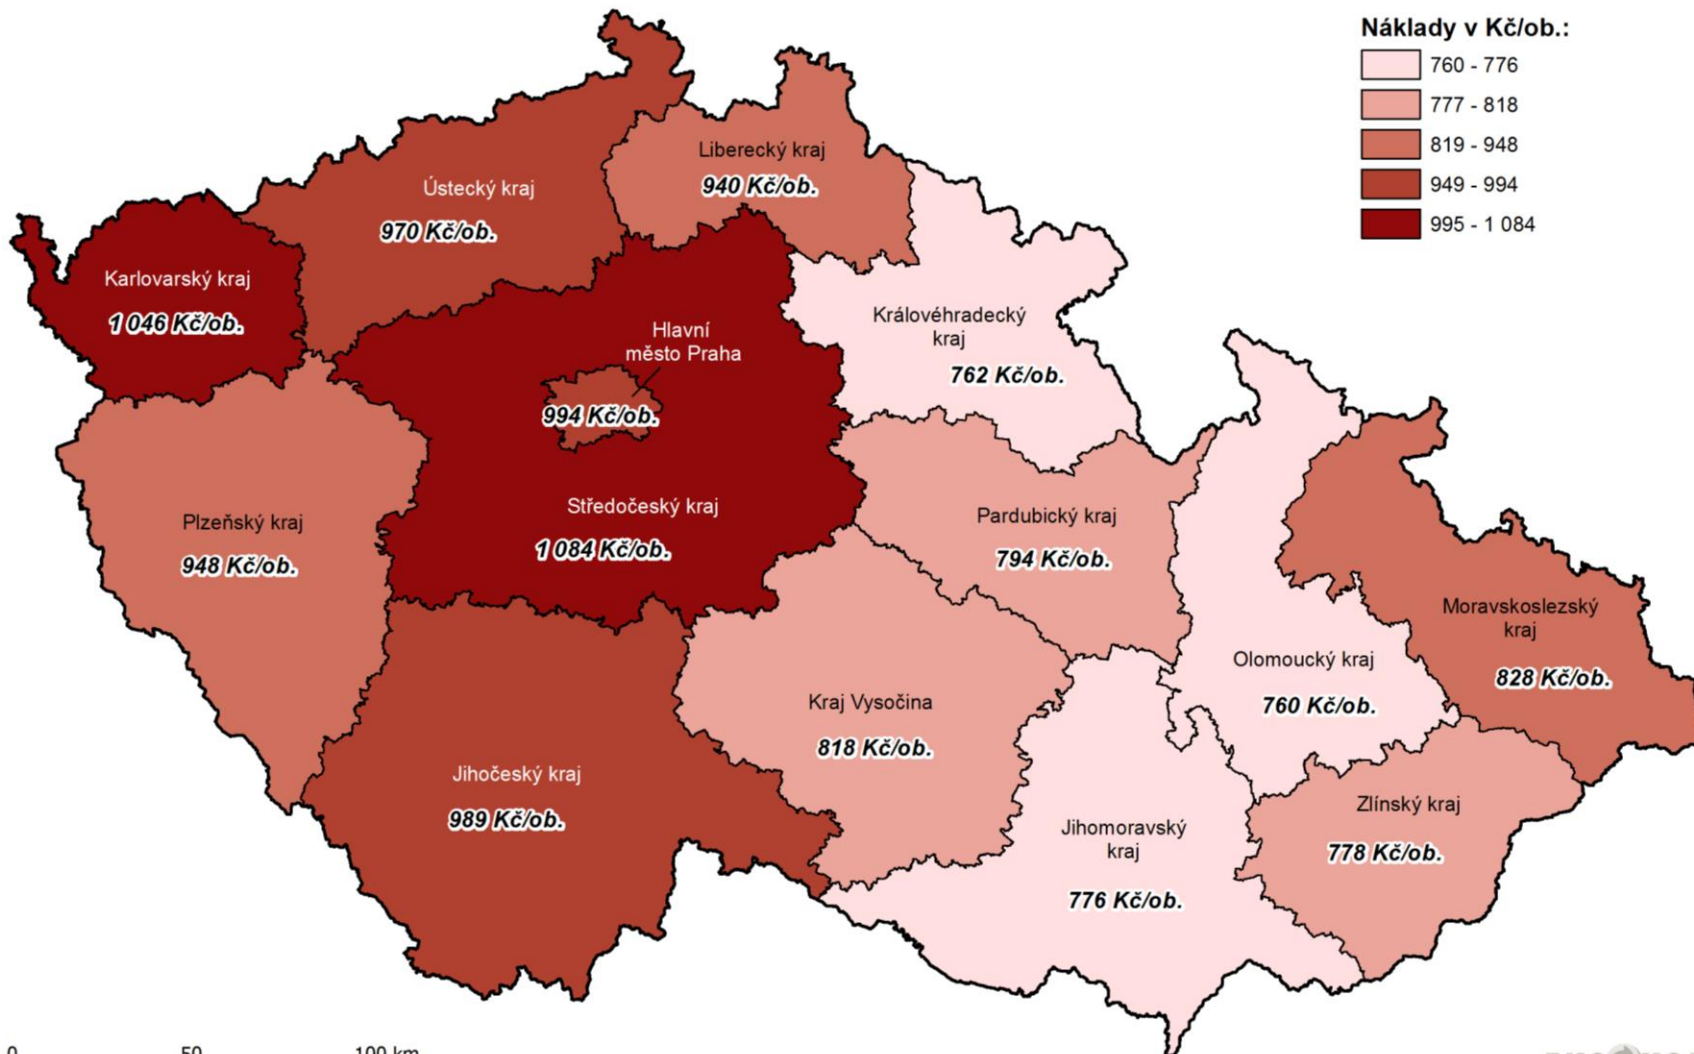 Náklady v Kč/ob.:
760 - 776
777 - 818
819 - 948
949 - 994
995 - 1 084
Liberecký kraj
940 Kč/ob.
Ústecký kraj
970 Kč/ob.
Karlovarský kraj
1 046 Kč/ob.
Královéhradecký
kraj
762 Kč/ob.
Hlavní
město Praha
994 Kč/ob.
Středočeský kraj
1 084 Kč/ob.
Plzeňský kraj
948 Kč/ob.
Pardubický kraj
794 Kč/ob.
Moravskoslezský
kraj
828 Kč/ob.
Olomoucký kraj
760 Kč/ob.
Kraj Vysočina
818 Kč/ob.
Jihočeský kraj
989 Kč/ob.
Jihomoravský
kraj
776 Kč/ob.
Zlínský kraj
778 Kč/ob.
0 50 100 km